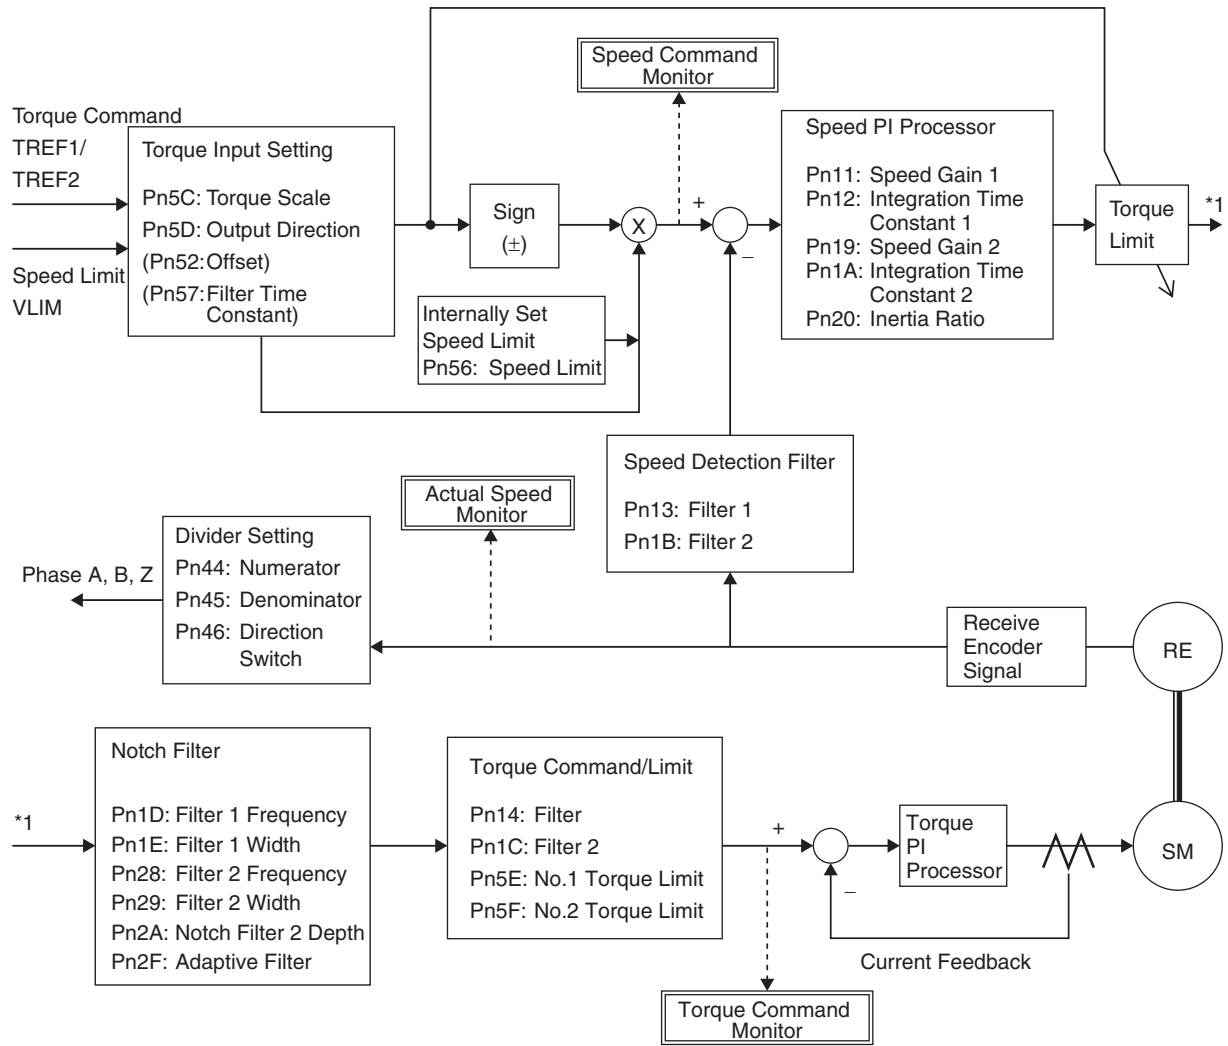 Speed Command
Monitor
Torque Command
TREF1/
TREF2
Speed Limit
VLIM
Torque Input Setting
Pn5C: Torque Scale
Pn5D: Output Direction
(Pn52:Offset)
(Pn57:Filter Time
Constant)
Sign
(±)
X
+
−
Internally Set
Speed Limit
Pn56: Speed Limit
Speed PI Processor
Pn11: Speed Gain 1
Pn12: Integration Time
Constant 1
Pn19: Speed Gain 2
Pn1A: Integration Time
Constant 2
Pn20: Inertia Ratio
Torque
Limit
*1
Speed Detection Filter
Pn13: Filter 1
Pn1B: Filter 2
Actual Speed
Monitor
Divider Setting
Pn44: Numerator
Pn45: Denominator
Pn46: Direction
Switch
Phase A, B, Z
Receive
Encoder
Signal
RE
*1
Notch Filter
Pn1D: Filter 1 Frequency
Pn1E: Filter 1 Width
Pn28: Filter 2 Frequency
Pn29: Filter 2 Width
Pn2A: Notch Filter 2 Depth
Pn2F: Adaptive Filter
Torque Command/Limit
Pn14: Filter
Pn1C: Filter 2
Pn5E: No.1 Torque Limit
Pn5F: No.2 Torque Limit
+
−
Torque
PI
Processor
SM
Current Feedback
Torque Command
Monitor